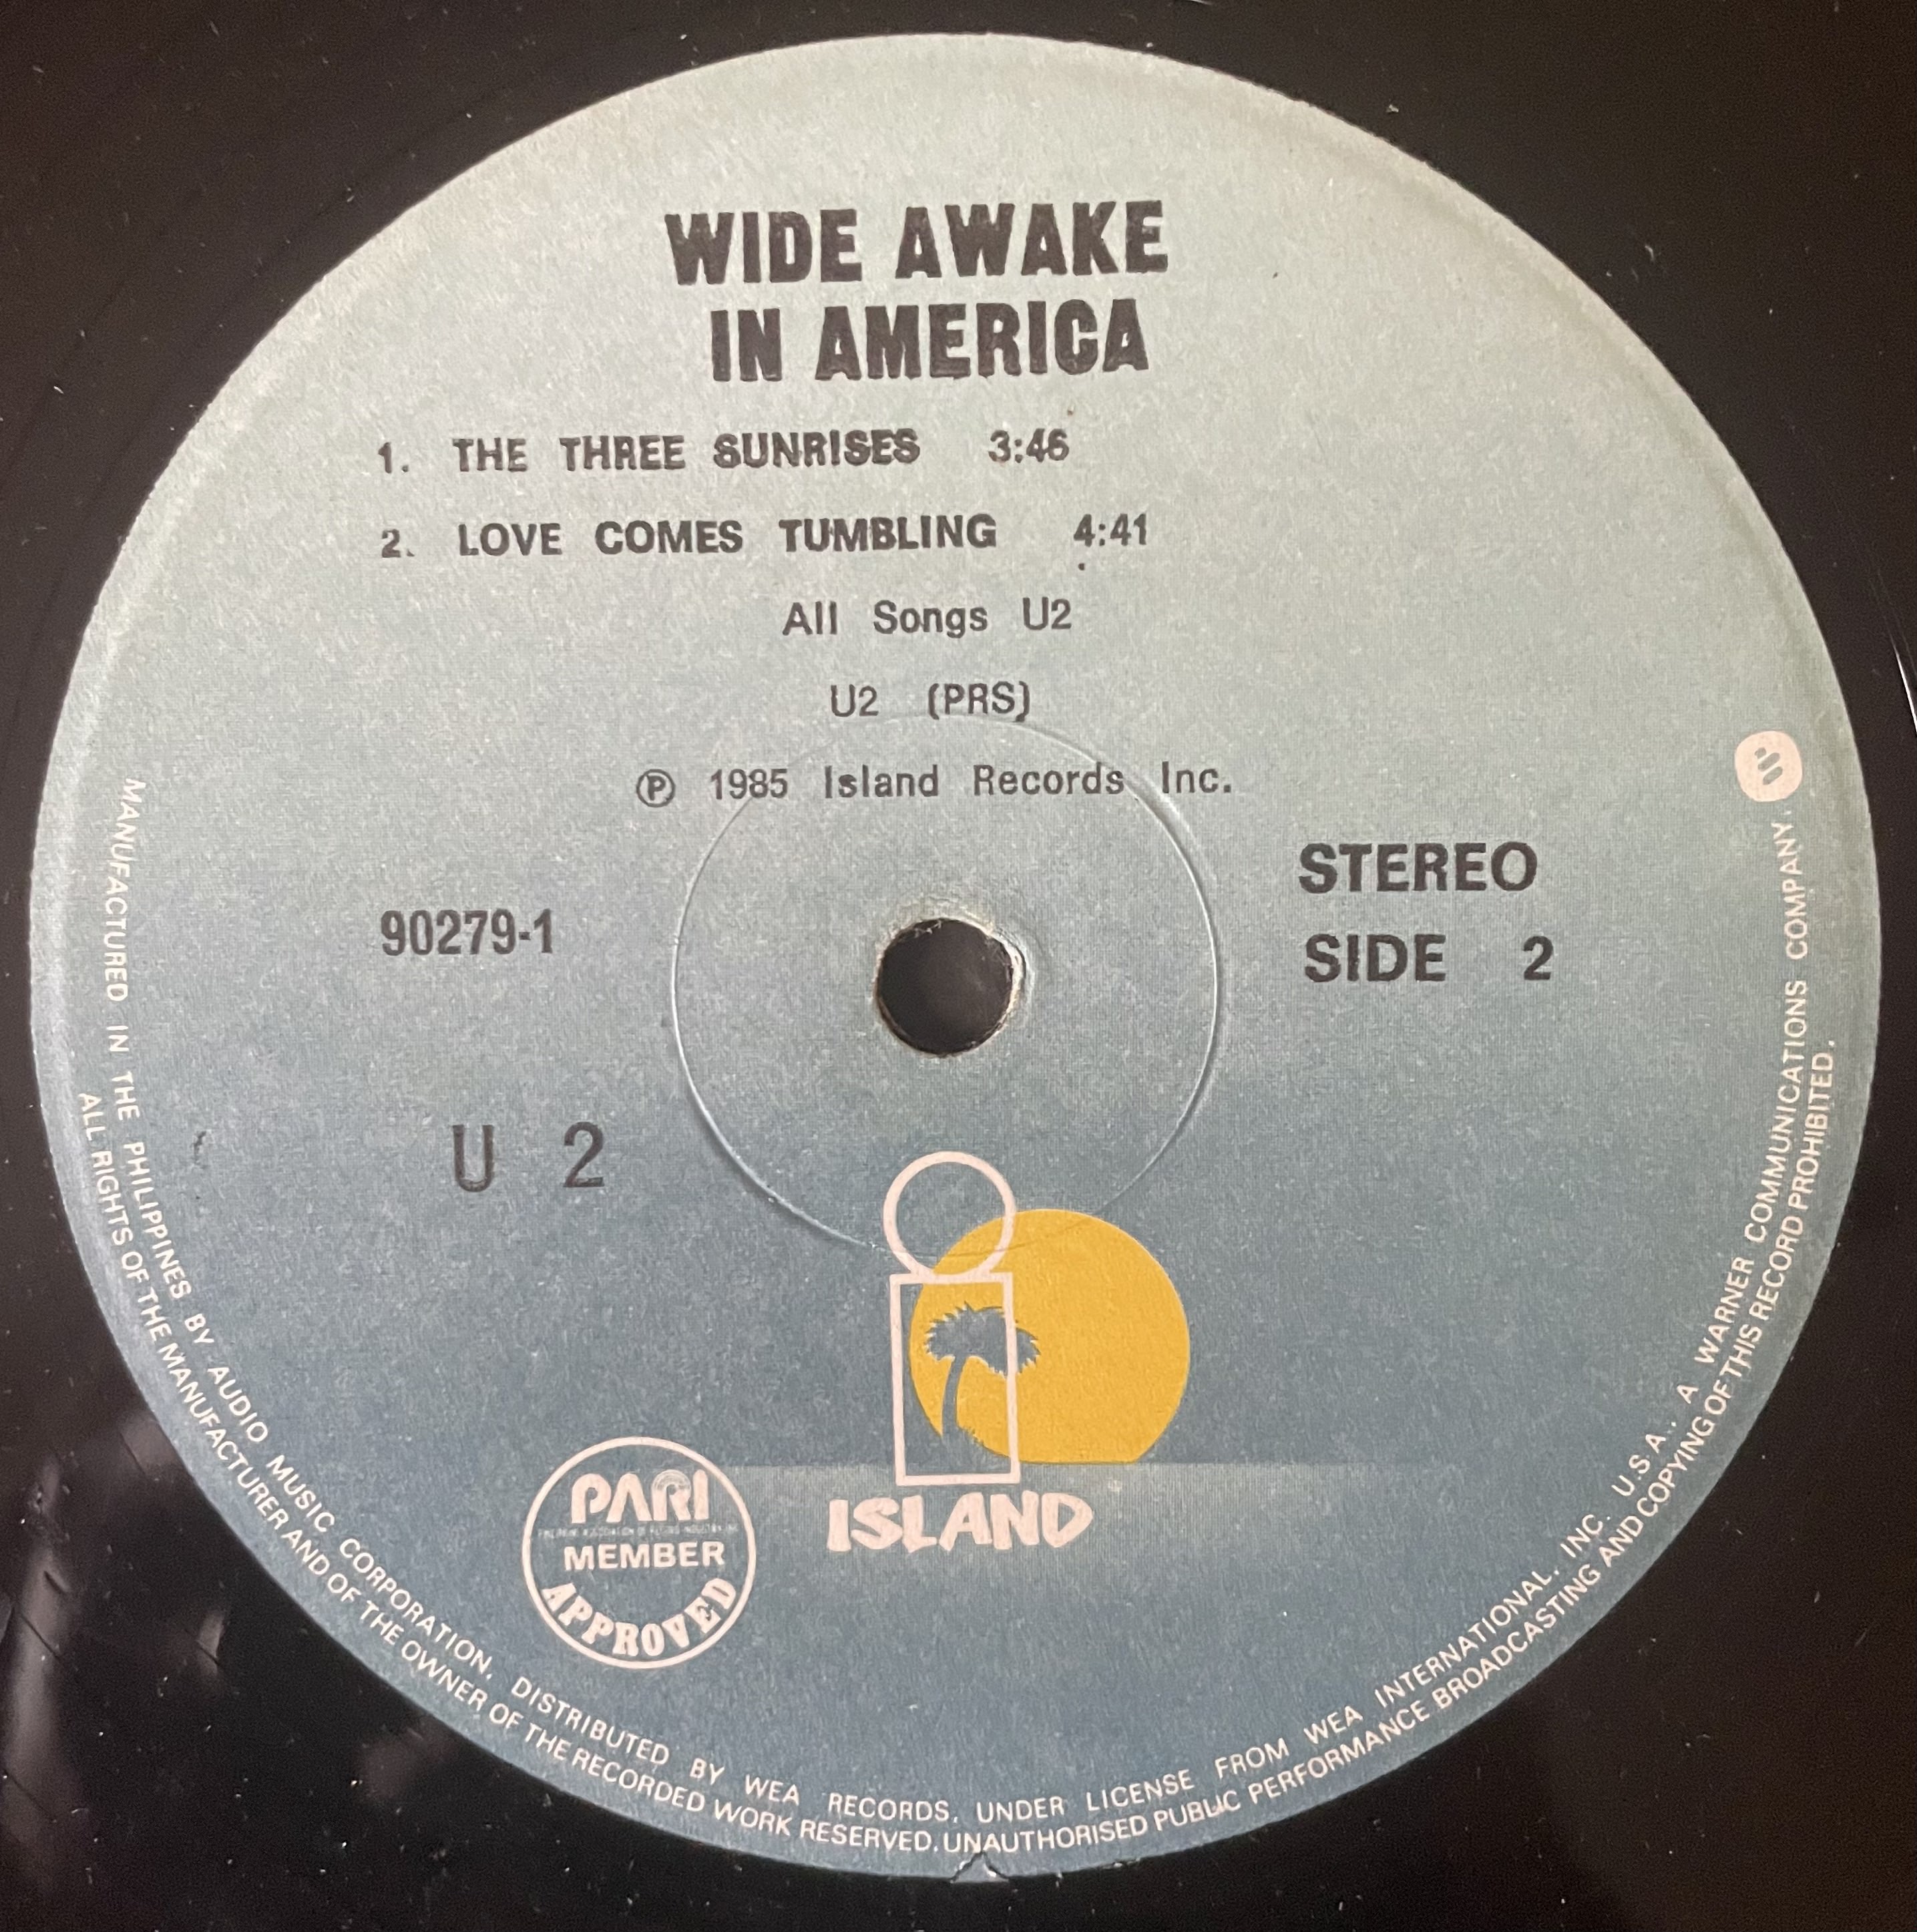 WIDE AWAKE
IN AMERICA
1. THE THREE SUNRISES 3:46
2. LOVE COMES TUMBLING 4:41
All Songs U2
U2 (PRS)
Ⓟ 1985 Island Records Inc.
90279-1
STEREO
SIDE 2
U 2
ISLAND
PARI
MEMBER
APPROVED
MANUFACTURED IN THE PHILIPPINES BY AUDIO MUSIC CORPORATION, DISTRIBUTED BY WEA RECORDS, UNDER LICENSE FROM WEA INTERNATIONAL, INC. U.S.A., A WARNER COMMUNICATIONS COMPANY.
ALL RIGHTS OF THE MANUFACTURER AND OF THE OWNER OF THE RECORDED WORK RESERVED. UNAUTHORISED PUBLIC PERFORMANCE BROADCASTING AND COPYING OF THIS RECORD PROHIBITED.